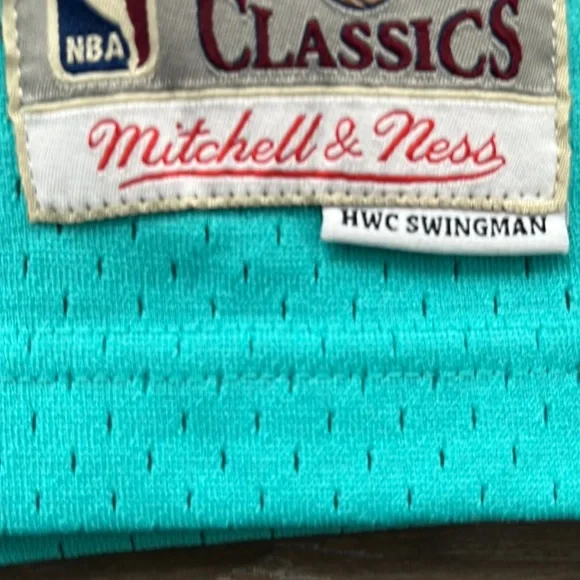 NBA
CLASSICS
Mitchell & Ness
HWC SWINGMAN